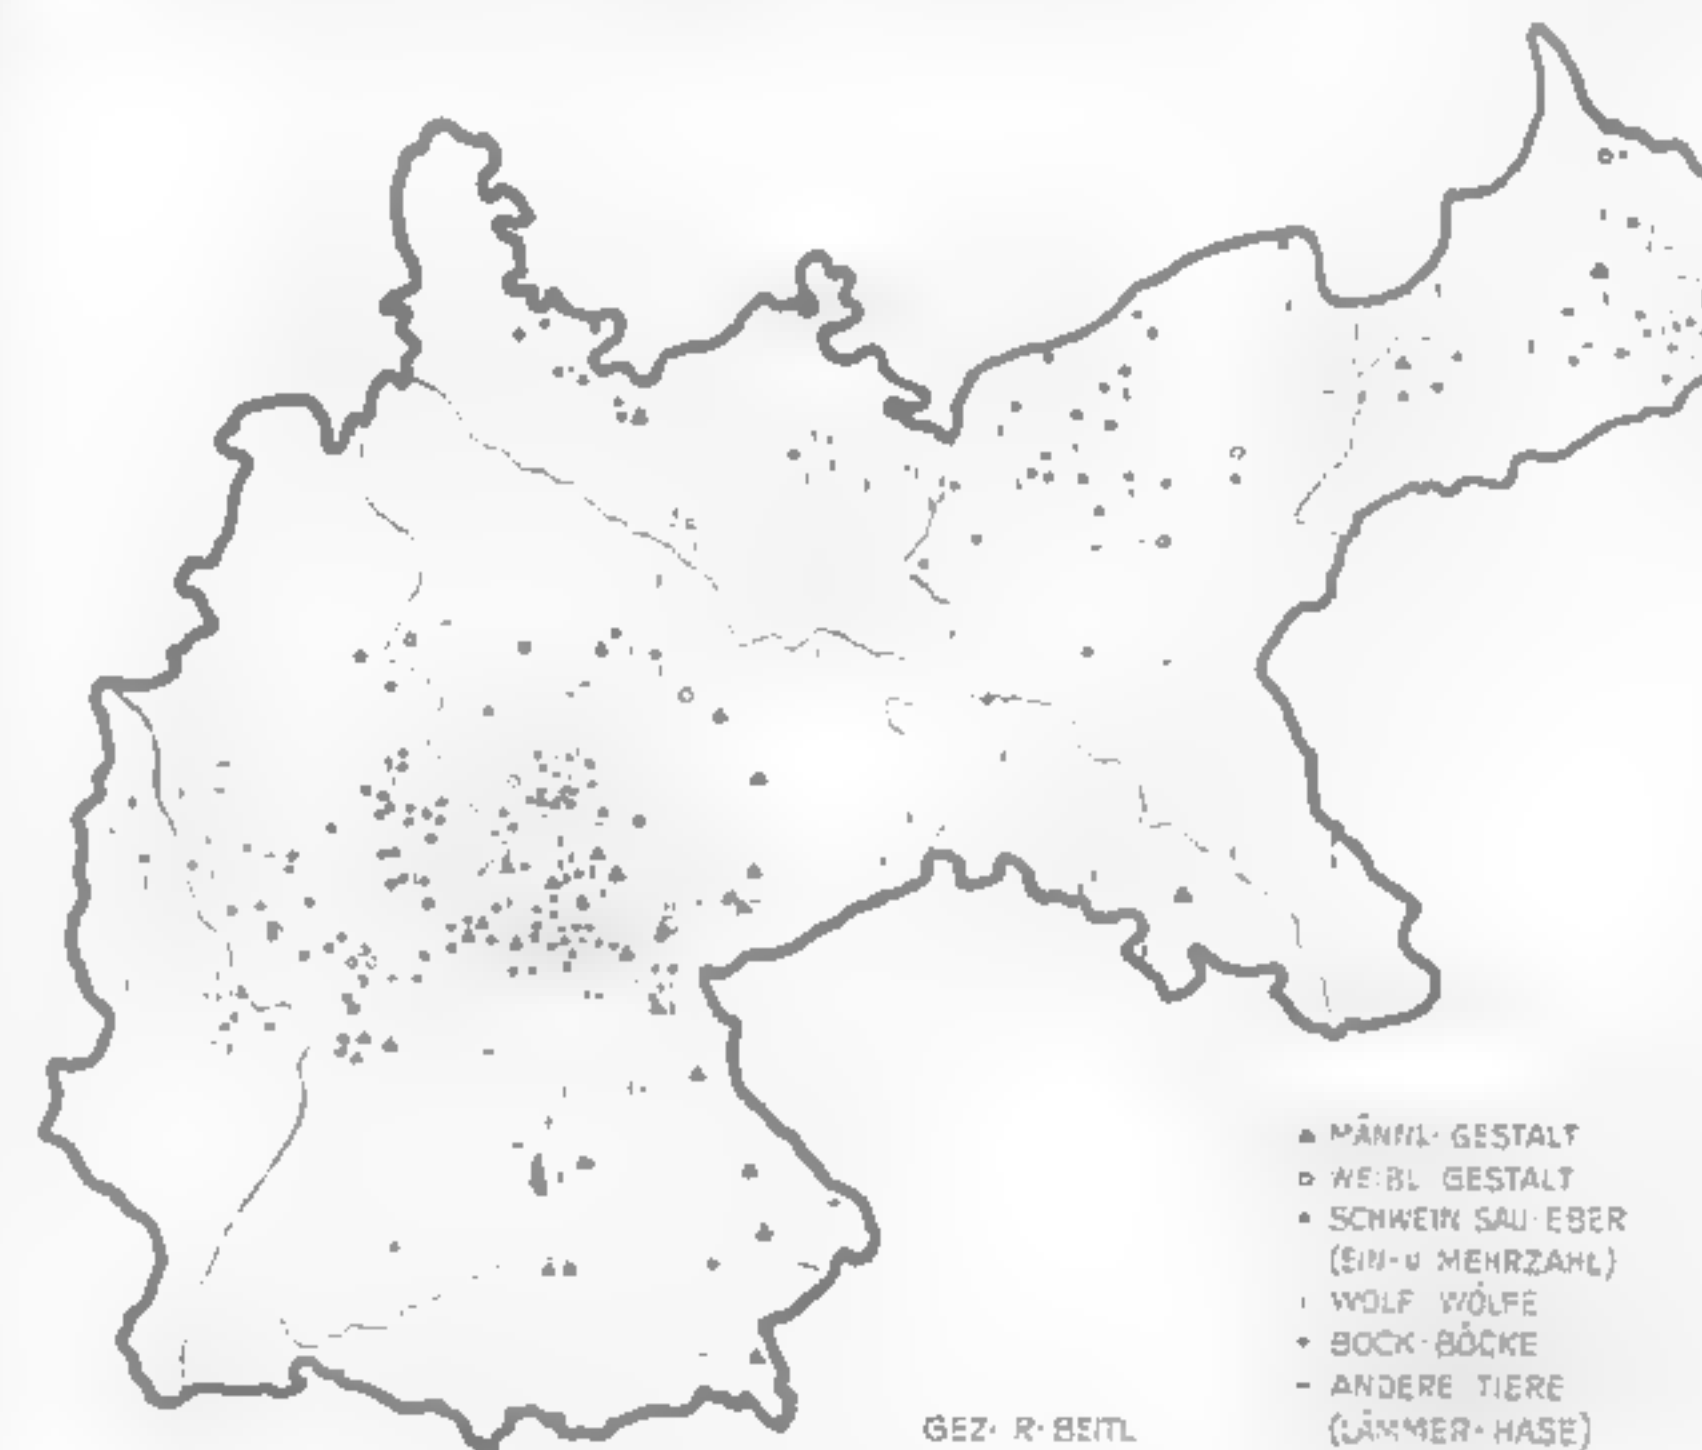 MÄNNL· GESTALT
WEIBL GESTALT
SCHWEIN SAU·EBER
(EIN-U MEHRZAHL)
WOLF WÖLFE
BOCK·BÖCKE
ANDERE TIERE
(LÄMMER·HASE)
GEZ· R·BEITL